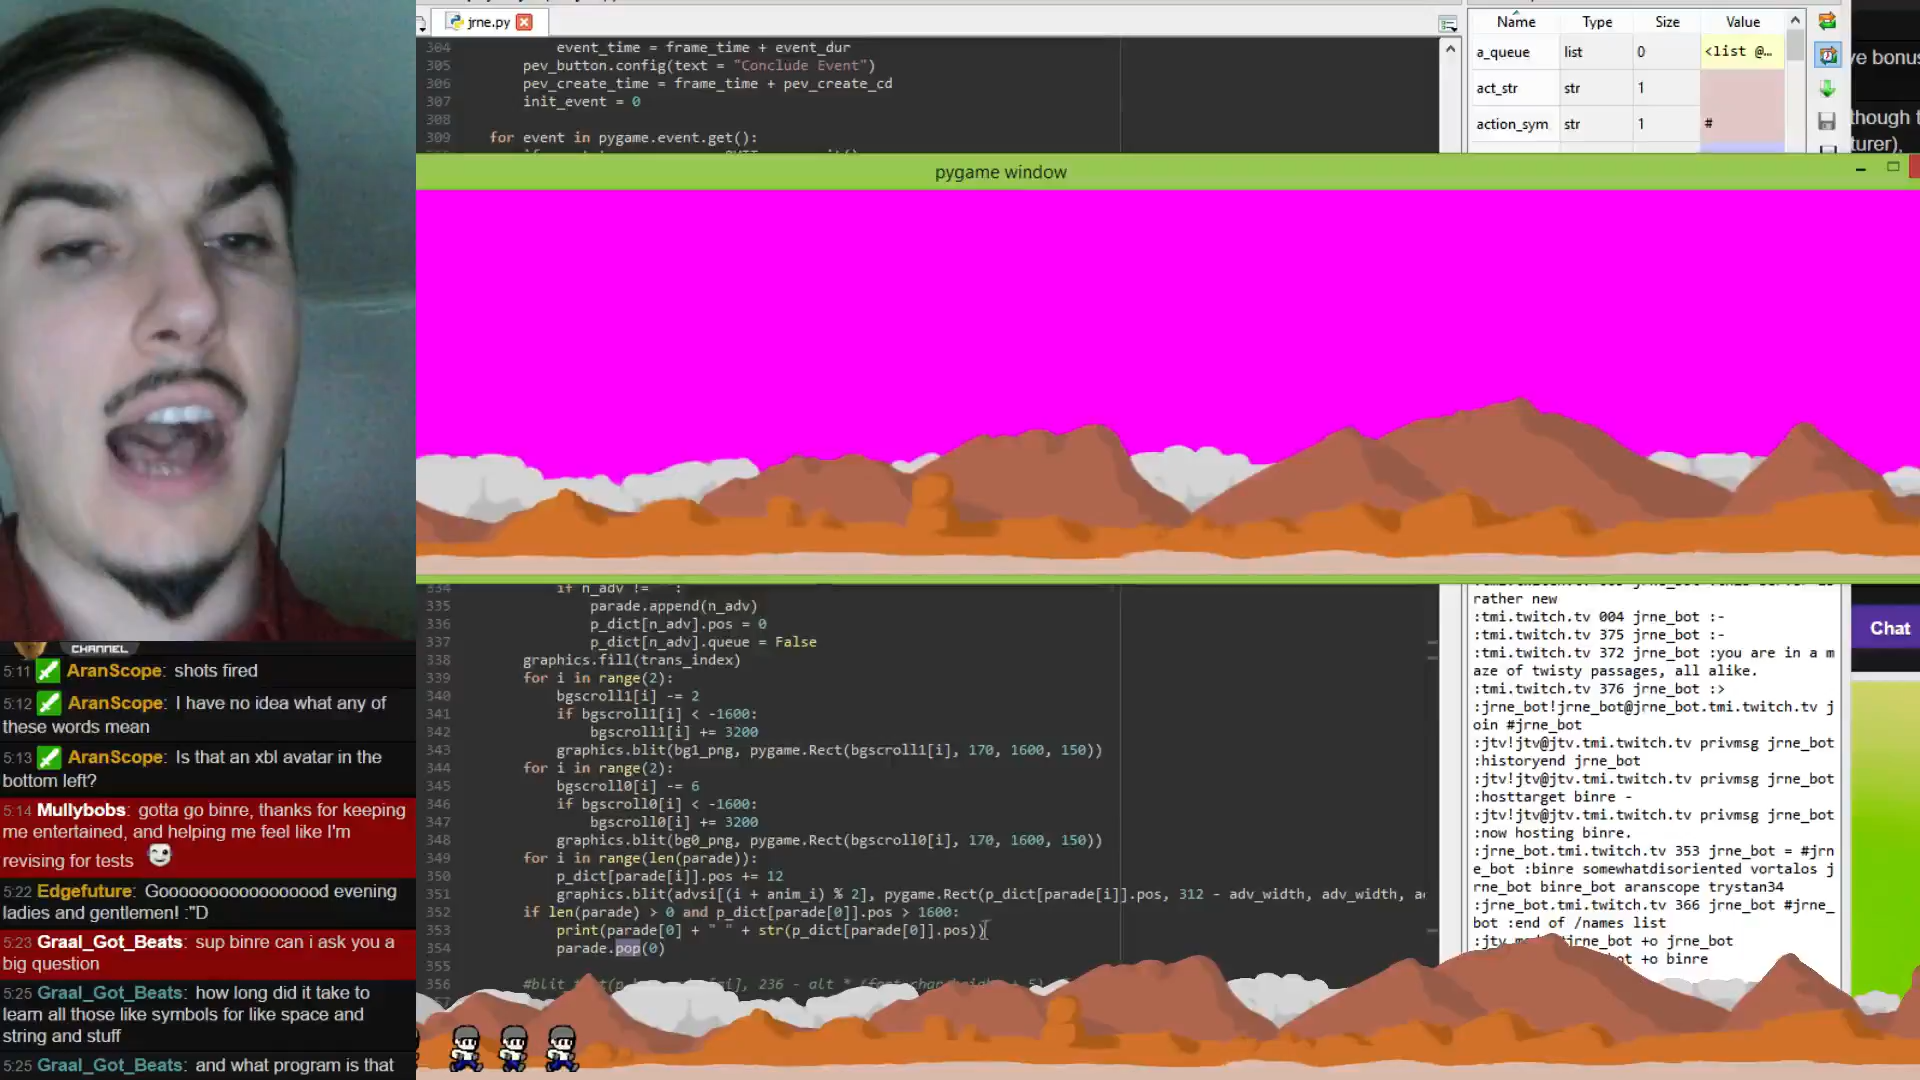 jrne.py
304 event_time = frame_time + event_dur
305 pev_button.config(text = "Conclude Event")
306 pev_create_time = frame_time + pev_create_cd
307 init_event = 0
308
309 for event in pygame.event.get():
Name Type Size Value
a_queue list 0 <list @...
act_str str 1
action_sym str 1 #
ve bonus
though t
turer),
pygame window
334 if n_adv !=
335 parade.append(n_adv)
336 p_dict[n_adv].pos = 0
337 p_dict[n_adv].queue = False
338 graphics.fill(trans_index)
339 for i in range(2):
340 bgscroll1[i] -= 2
341 if bgscroll1[i] < -1600:
342 bgscroll1[i] += 3200
343 graphics.blit(bg1_png, pygame.Rect(bgscroll1[i], 170, 1600, 150))
344 for i in range(2):
345 bgscroll0[i] -= 6
346 if bgscroll0[i] < -1600:
347 bgscroll0[i] += 3200
348 graphics.blit(bg0_png, pygame.Rect(bgscroll0[i], 170, 1600, 150))
349 for i in range(len(parade)):
350 p_dict[parade[i]].pos += 12
351 graphics.blit(advsi[(i + anim_i) % 2], pygame.Rect(p_dict[parade[i]].pos, 312 - adv_width, adv_width, a
352 if len(parade) > 0 and p_dict[parade[0]].pos > 1600:
353 print(parade[0] + " " + str(p_dict[parade[0]].pos))
354 parade.pop(0)
355
356
rather new
:tmi.twitch.tv 004 jrne_bot :-
:tmi.twitch.tv 375 jrne_bot :-
:tmi.twitch.tv 372 jrne_bot :you are in a m
aze of twisty passages, all alike.
:tmi.twitch.tv 376 jrne_bot :>
:jrne_bot!jrne_bot@jrne_bot.tmi.twitch.tv j
oin #jrne_bot
:jtv!jtv@jtv.tmi.twitch.tv privmsg jrne_bot
:historyend jrne_bot
:jtv!jtv@jtv.tmi.twitch.tv privmsg jrne_bot
:hosttarget binre -
:jtv!jtv@jtv.tmi.twitch.tv privmsg jrne_bot
:now hosting binre.
:jrne_bot.tmi.twitch.tv 353 jrne_bot = #jrn
e_bot :binre somewhatdisoriented vortalos j
rne_bot binre_bot aranscope trystan34
:jrne_bot.tmi.twitch.tv 366 jrne_bot #jrne_
bot :end of /names list
:jtv jrne_bot +o jrne_bot
+o binre
Chat
CHANNEL
5:11 AranScope: shots fired
5:12 AranScope: I have no idea what any of
these words mean
5:13 AranScope: Is that an xbl avatar in the
bottom left?
5:14 Mullybobs: gotta go binre, thanks for keeping
me entertained, and helping me feel like I'm
revising for tests
5:22 Edgefuture: Gooooooooooooooood evening
ladies and gentlemen! :"D
5:23 Graal_Got_Beats: sup binre can i ask you a
big question
5:25 Graal_Got_Beats: how long did it take to
learn all those like symbols for like space and
string and stuff
5:25 Graal_Got_Beats: and what program is that